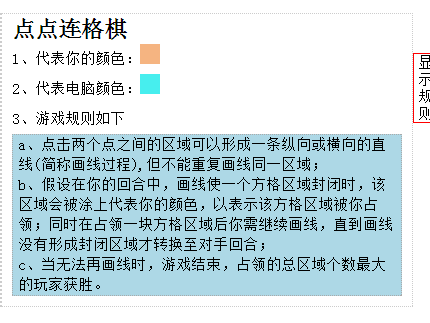 点点连格棋
1、代表你的颜色：
2、代表电脑颜色：
3、游戏规则如下
a、点击两个点之间的区域可以形成一条纵向或横向的直
线(简称画线过程),但不能重复画线同一区域；
b、假设在你的回合中，画线使一个方格区域封闭时，该
区域会被涂上代表你的颜色，以表示该方格区域被你占
领；同时在占领一块方格区域后你需继续画线，直到画线
没有形成封闭区域才转换至对手回合；
c、当无法再画线时，游戏结束，占领的总区域个数最大
的玩家获胜。
显示规则